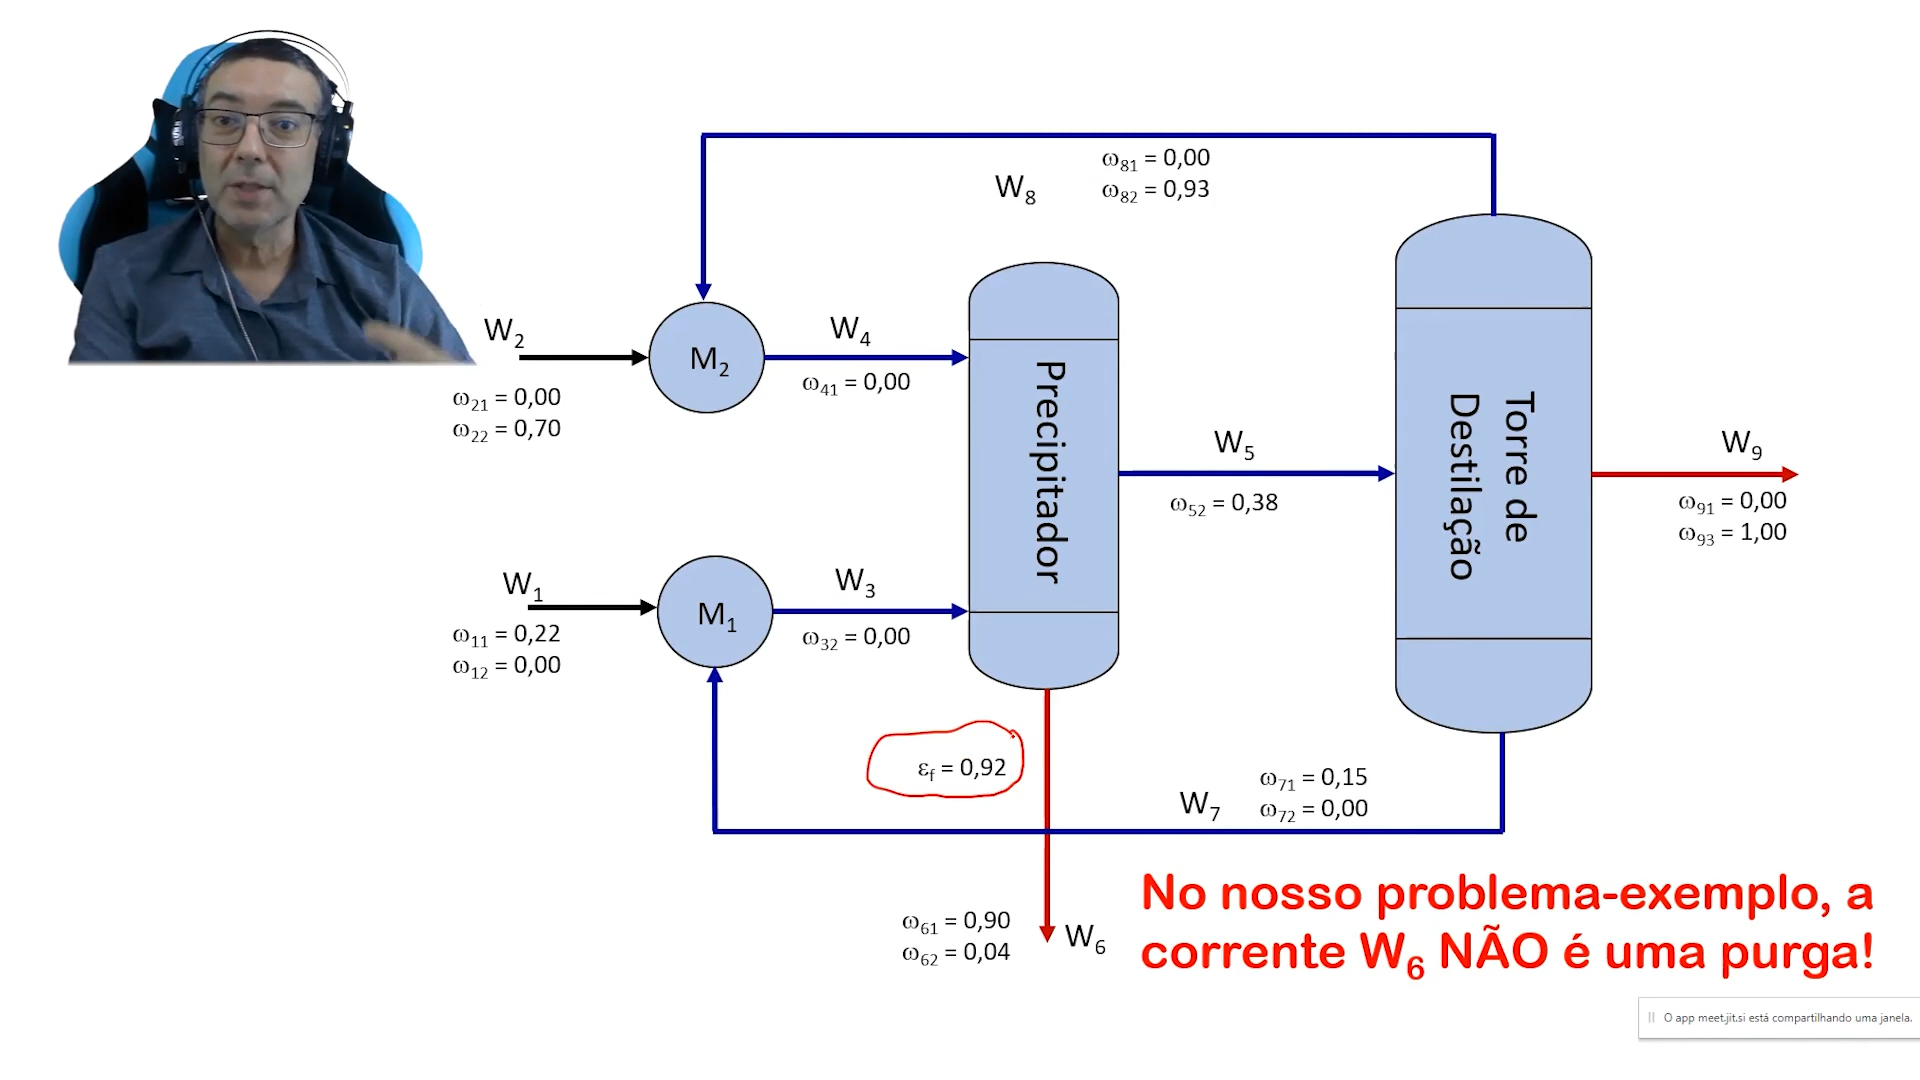 ω₈₁ = 0,00
W₈
ω₈₂ = 0,93
W₂
M₂
W₄
ω₄₁ = 0,00
ω₂₁ = 0,00
ω₂₂ = 0,70
Precipitador
Torre de
Destilação
W₅
ω₅₂ = 0,38
W₉
ω₉₁ = 0,00
ω₉₃ = 1,00
W₁
M₁
W₃
ω₃₂ = 0,00
ω₁₁ = 0,22
ω₁₂ = 0,00
εf = 0,92
W₇
ω₇₁ = 0,15
ω₇₂ = 0,00
ω₆₁ = 0,90
ω₆₂ = 0,04
W₆
No nosso problema-exemplo, a
corrente W₆ NÃO é uma purga!
O app meet.jit.si está compartilhando uma janela.